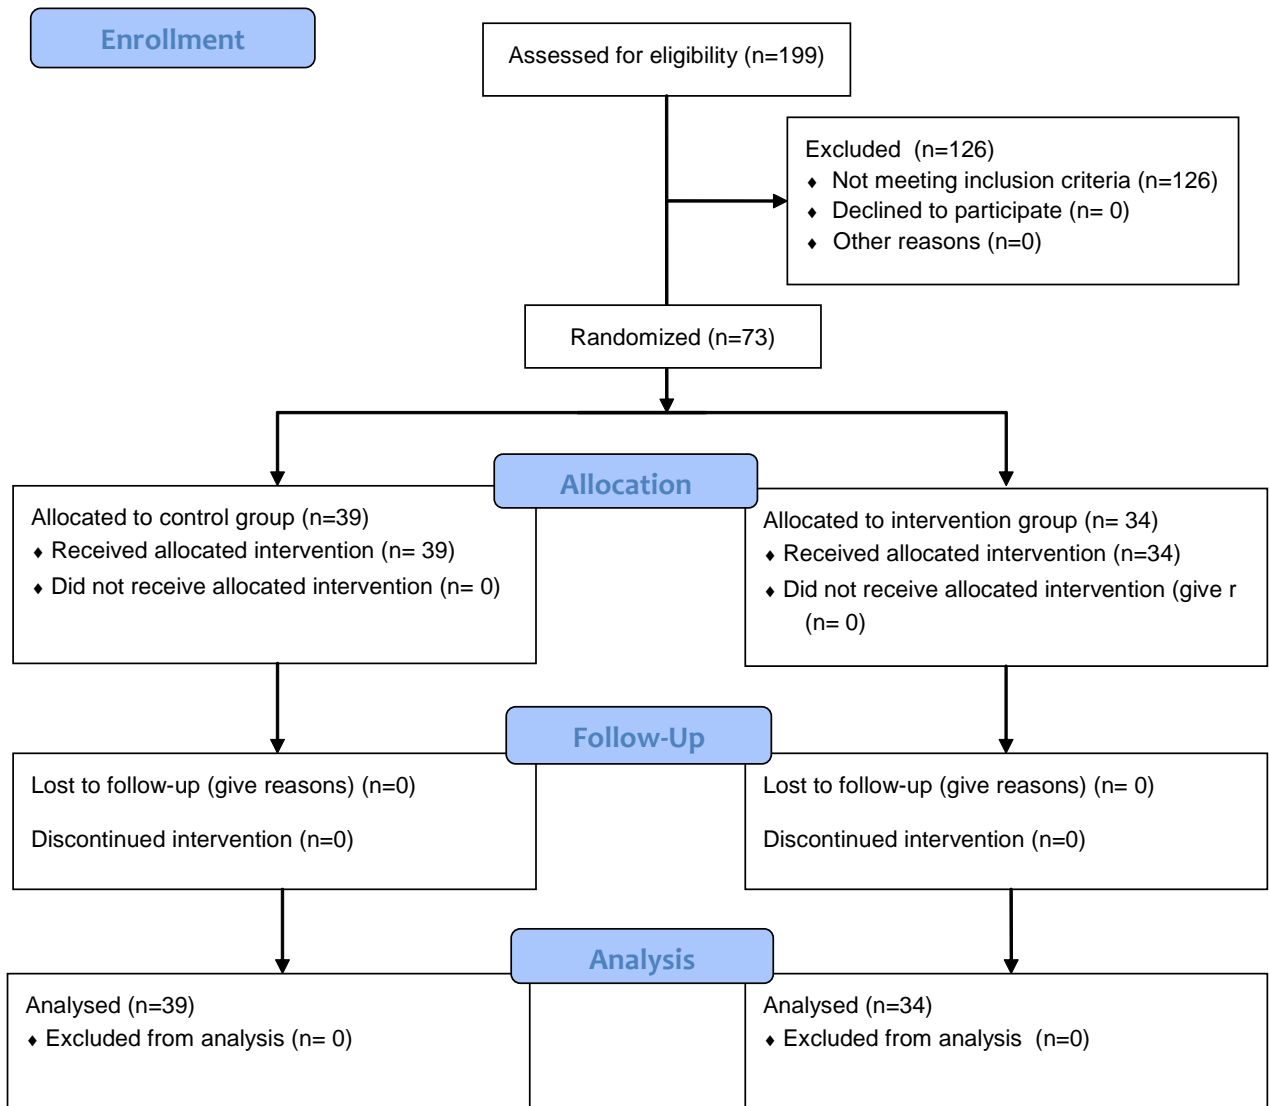 Enrollment
Assessed for eligibility (n=199)
Excluded  (n=126)
♦ Not meeting inclusion criteria (n=126)
♦ Declined to participate (n= 0)
♦ Other reasons (n=0)
Randomized (n=73)
Allocation
Allocated to control group (n=39)
♦ Received allocated intervention (n= 39)
♦ Did not receive allocated intervention (n= 0)
Allocated to intervention group (n= 34)
♦ Received allocated intervention (n=34)
♦ Did not receive allocated intervention (give r
(n= 0)
Follow-Up
Lost to follow-up (give reasons) (n=0)
Discontinued intervention (n=0)
Lost to follow-up (give reasons) (n= 0)
Discontinued intervention (n=0)
Analysis
Analysed (n=39)
♦ Excluded from analysis (n= 0)
Analysed (n=34)
♦ Excluded from analysis  (n=0)